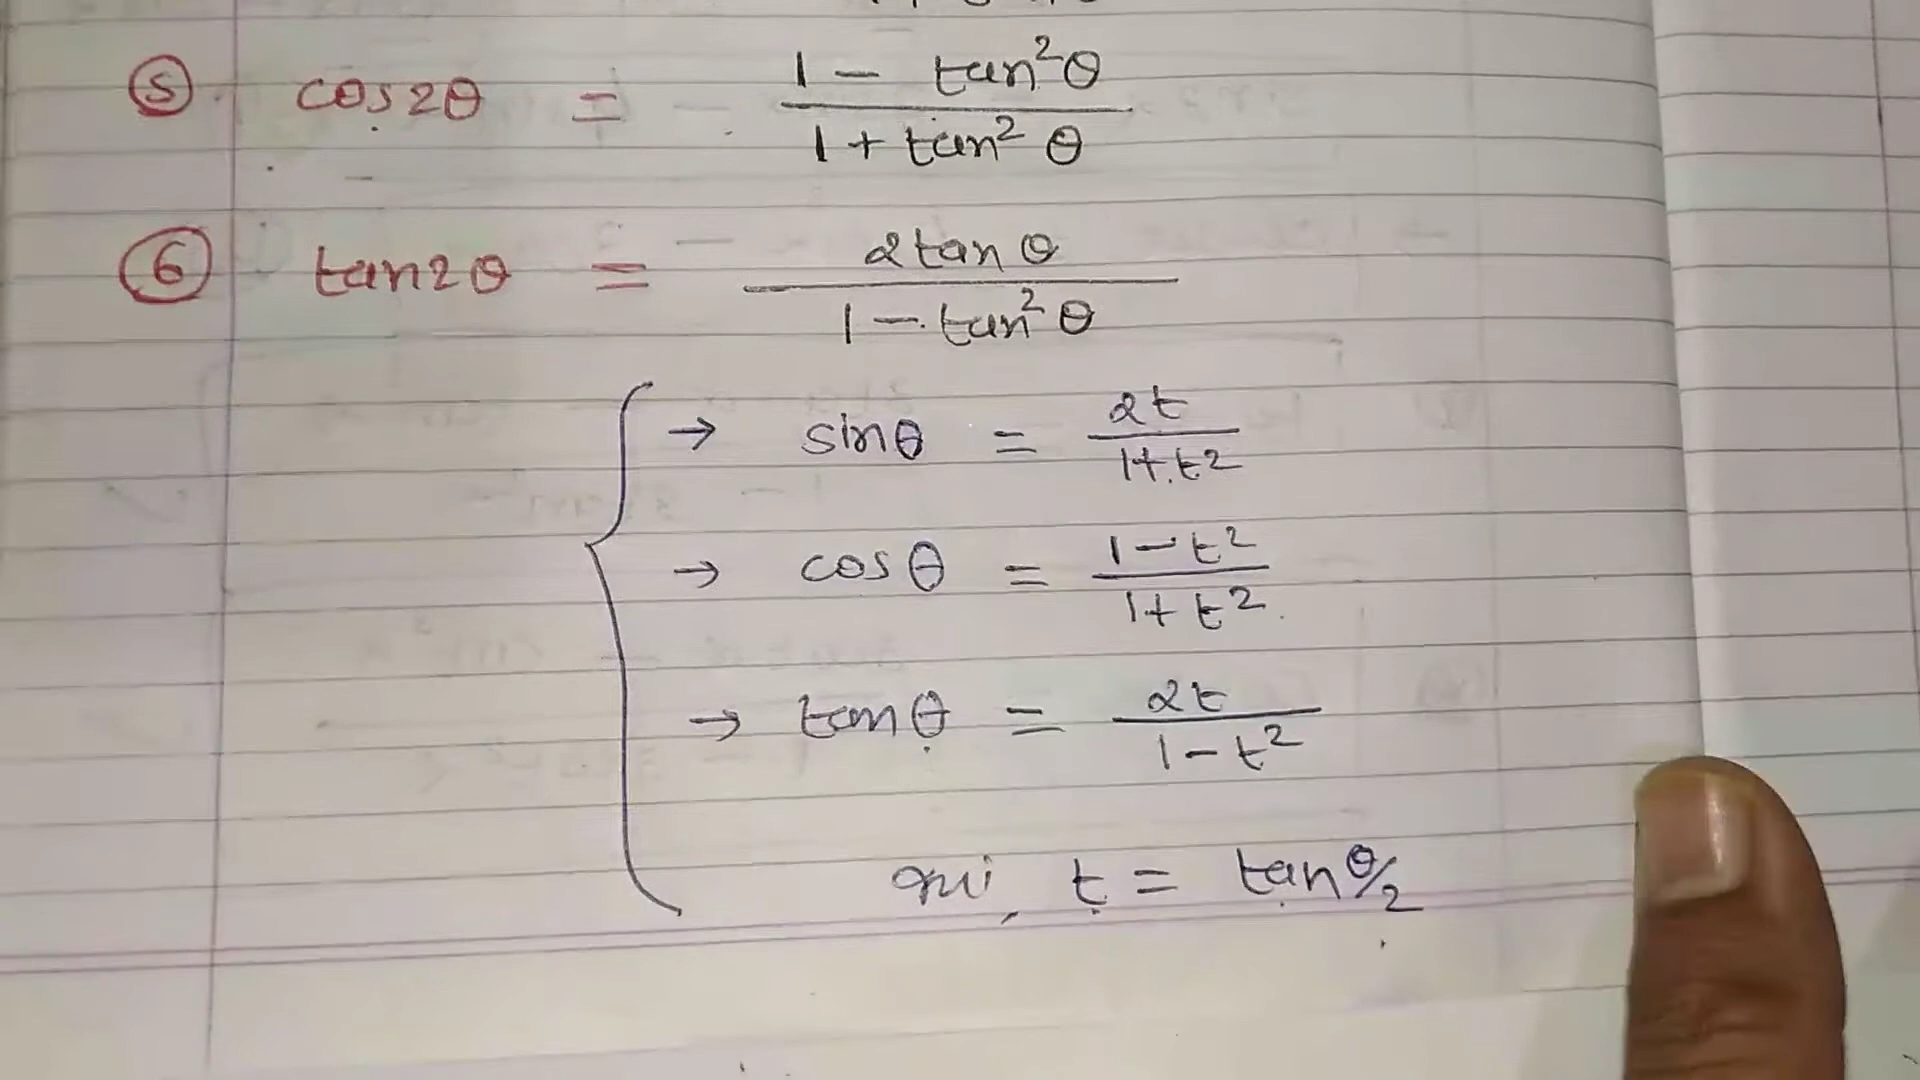 ⑤ cos2θ = (1 - tan²θ)/(1 + tan²θ)
⑥ tan2θ = (2tanθ)/(1 - tan²θ)
→ sinθ = 2t/(1+t²)
→ cosθ = (1-t²)/(1+t²)
→ tanθ = 2t/(1-t²)
t = tan θ/2